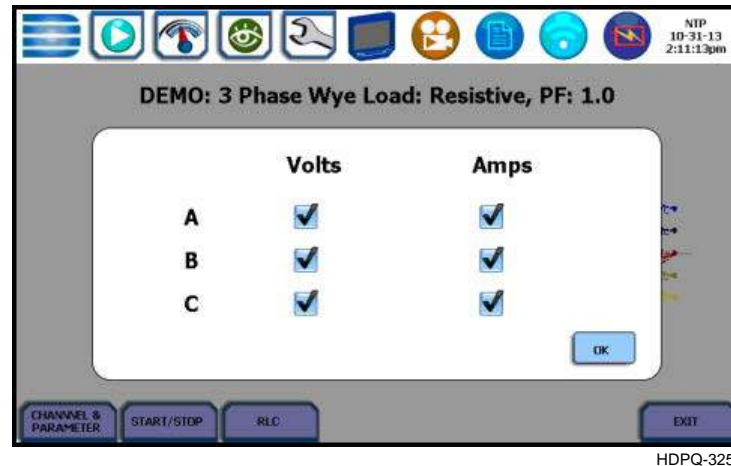 NTP
10-31-13
2:11:13pm
DEMO: 3 Phase Wye Load: Resistive, PF: 1.0
Volts Amps
A
B
C
OK
CHANNNEL &
PARAMETER
START/STOP
RLC
EXIT
HDPQ-325